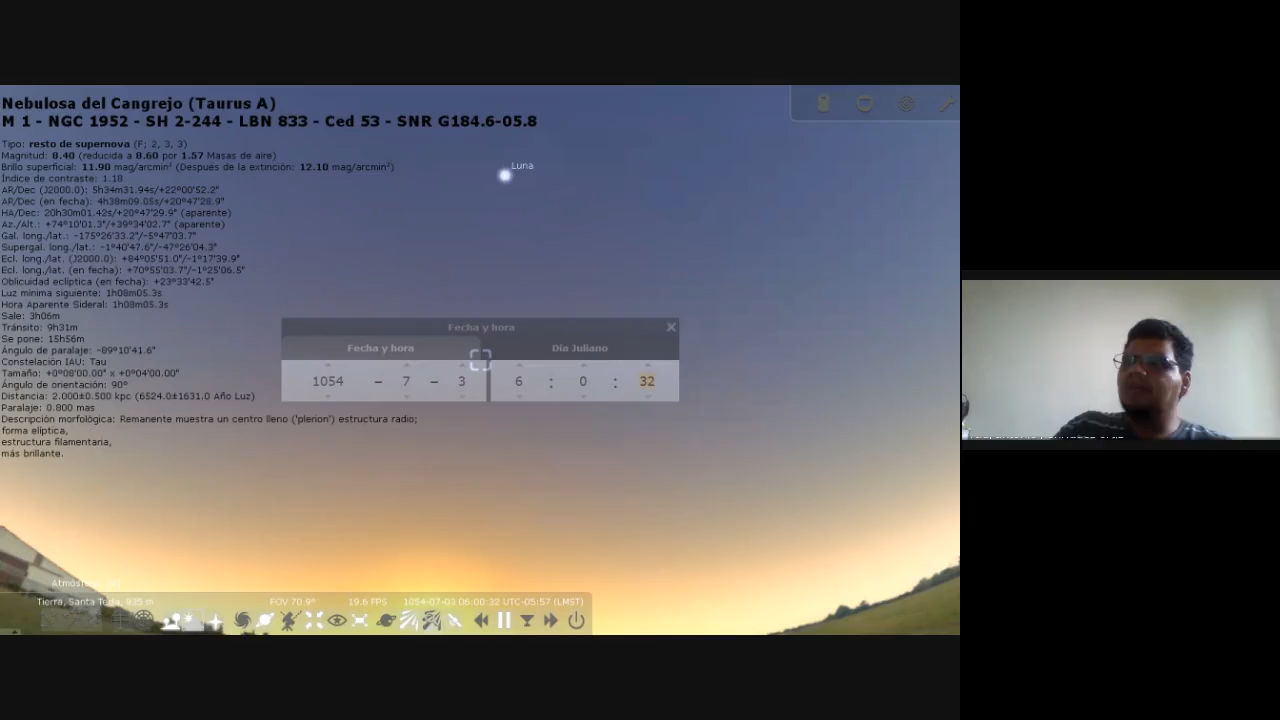 Nebulosa del Cangrejo (Taurus A)
M 1 - NGC 1952 - SH 2-244 - LBN 833 - Ced 53 - SNR G184.6-05.8
Tipo: resto de supernova (F; 2, 3, 3)
Magnitud: 8.40 (reducida a 8.60 por 1.57 Masas de aire)
Brillo superficial: 11.90 mag/arcmin² (Después de la extinción: 12.10 mag/arcmin²)
Índice de contraste: 1.18
AR/Dec (J2000.0): 5h34m31.94s/+22°00'52.2"
AR/Dec (en fecha): 4h38m09.05s/+20°47'28.9"
HA/Dec: 20h30m01.42s/+20°47'29.9" (aparente)
Az./Alt.: +74°10'01.3"/+39°34'02.7" (aparente)
Gal. long./lat.: -175°26'33.2"/-5°47'03.7"
Supergal. long./lat.: -1°40'47.6"/-47°26'04.3"
Ecl. long./lat. (J2000.0): +84°05'51.0"/-1°17'39.9"
Ecl. long./lat. (en fecha): +70°55'03.7"/-1°25'06.5"
Oblicuidad eclíptica (en fecha): +23°33'42.5"
Luz mínima siguiente: 1h08m05.3s
Hora Aparente Sideral: 1h08m05.3s
Sale: 3h06m
Tránsito: 9h31m
Se pone: 15h56m
Ángulo de paralaje: -89°10'41.6"
Constelación IAU: Tau
Tamaño: +0°08'00.00" x +0°04'00.00"
Ángulo de orientación: 90°
Distancia: 2.000±0.500 kpc (6524.0±1631.0 Año Luz)
Paralaje: 0.800 mas
Descripción morfológica: Remanente muestra un centro lleno ('plerion') estructura radio;
forma elíptica,
estructura filamentaria,
más brillante.
Luna
Fecha y hora
Fecha y hora Día Juliano
1054 - 7 - 3 6 : 0 : 32
Tierra, Santa Tecla, 935 m FOV 70.9° 19.6 FPS 1054-07-03 06:00:32 UTC-05:57 (LMST)